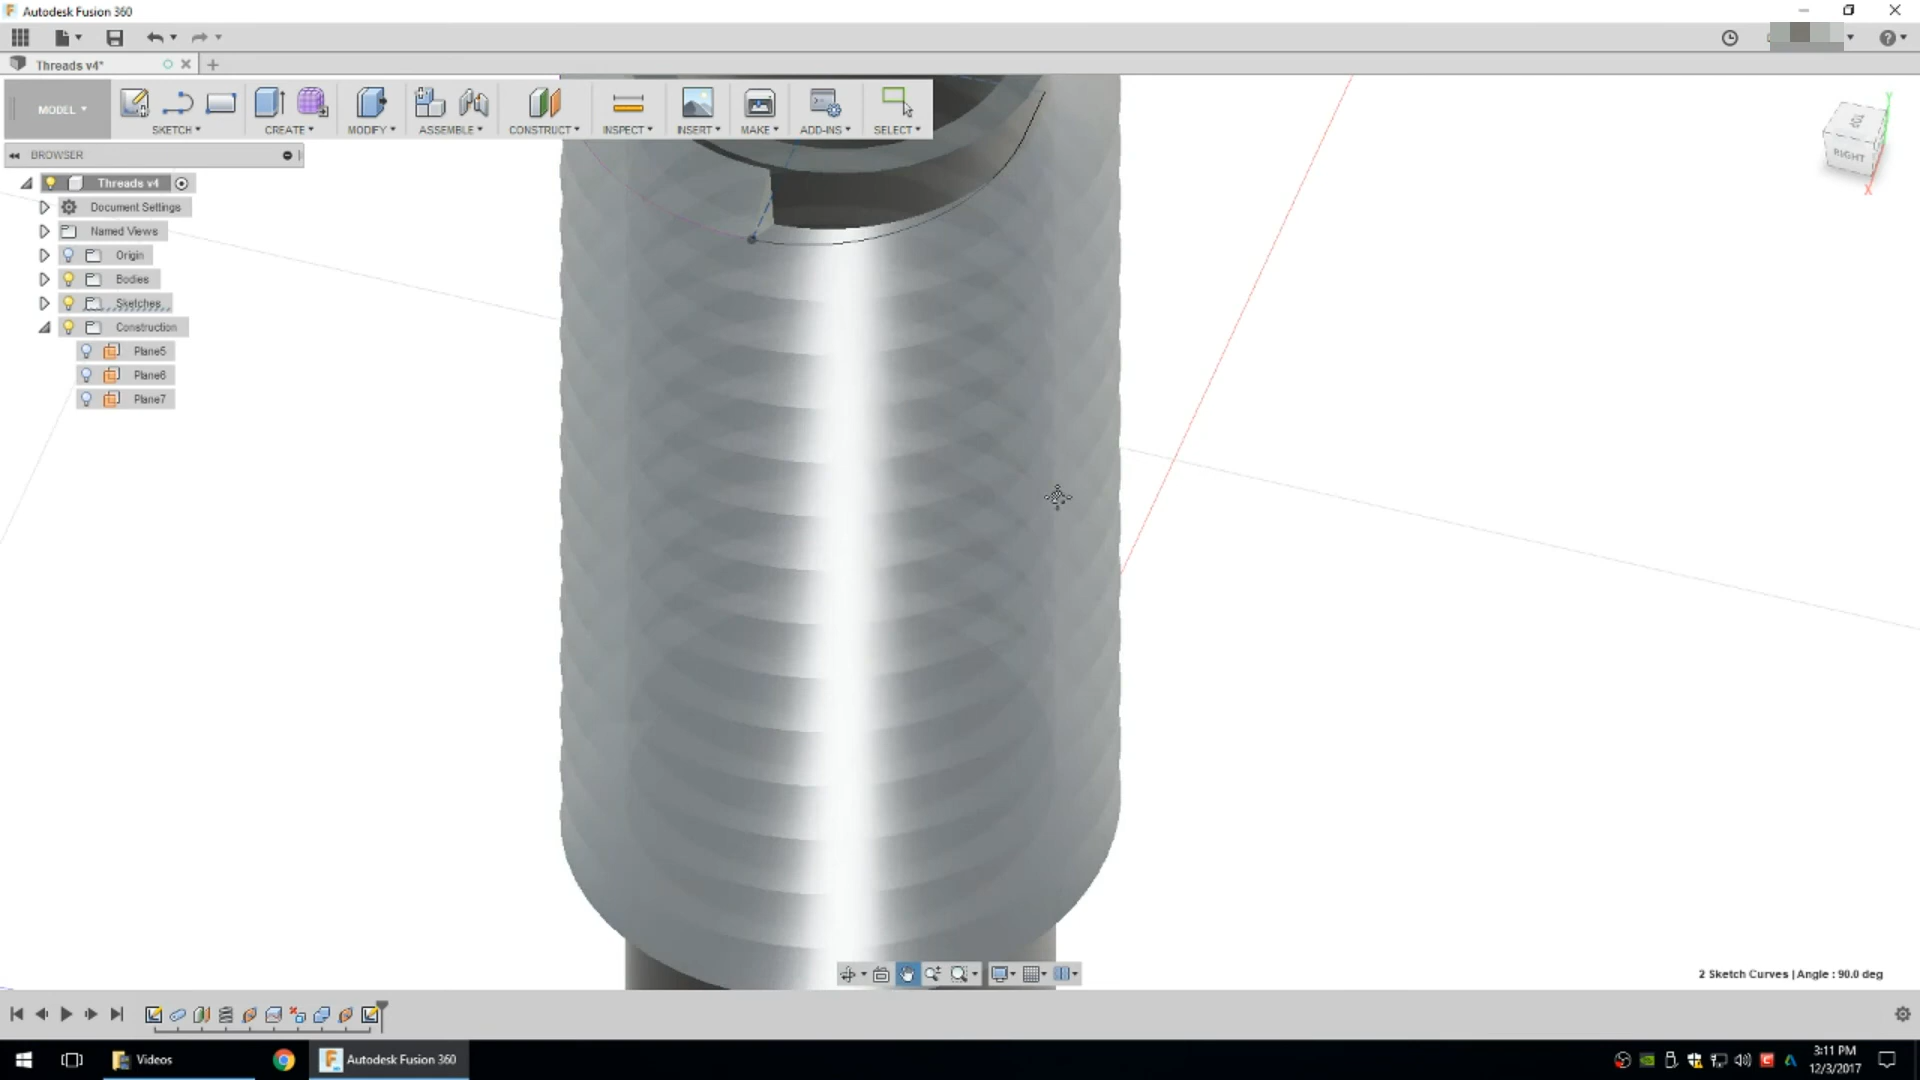 Autodesk Fusion 360
Threads v4*
MODEL
SKETCH
CREATE
MODIFY
ASSEMBLE
CONSTRUCT
INSPECT
INSERT
MAKE
ADD-INS
SELECT
BROWSER
Threads v4
Document Settings
Named Views
Origin
Bodies
Sketches
Construction
Plane5
Plane6
Plane7
TOP
RIGHT
Y
X
2 Sketch Curves | Angle : 90.0 deg
Videos
Autodesk Fusion 360
3:11 PM
12/3/2017